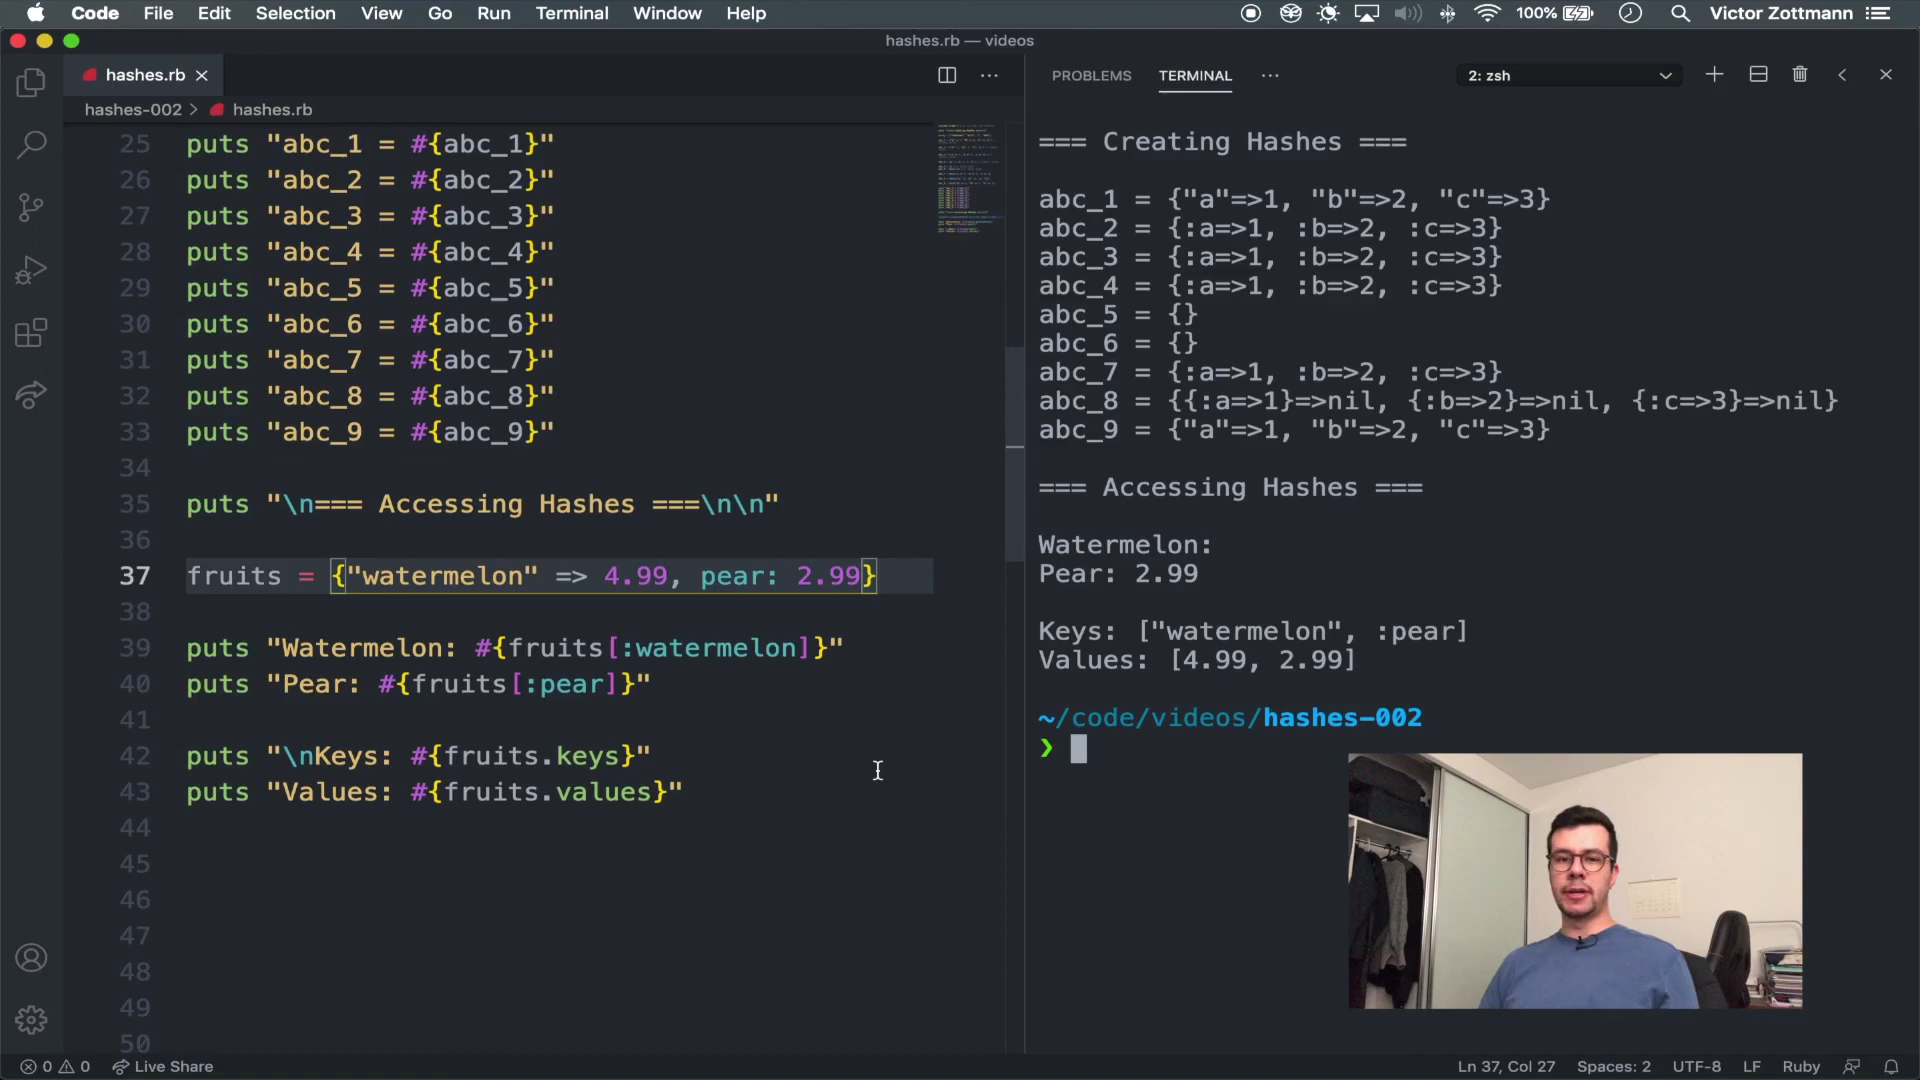 Code File Edit Selection View Go Run Terminal Window Help 100% Victor Zottmann
hashes.rb — videos
hashes.rb
hashes-002 > hashes.rb
25 puts "abc_1 = #{abc_1}"
26 puts "abc_2 = #{abc_2}"
27 puts "abc_3 = #{abc_3}"
28 puts "abc_4 = #{abc_4}"
29 puts "abc_5 = #{abc_5}"
30 puts "abc_6 = #{abc_6}"
31 puts "abc_7 = #{abc_7}"
32 puts "abc_8 = #{abc_8}"
33 puts "abc_9 = #{abc_9}"
34
35 puts "\n=== Accessing Hashes ===\n\n"
36
37 fruits = {"watermelon" => 4.99, pear: 2.99}
38
39 puts "Watermelon: #{fruits[:watermelon]}"
40 puts "Pear: #{fruits[:pear]}"
41
42 puts "\nKeys: #{fruits.keys}"
43 puts "Values: #{fruits.values}"
44
45
46
47
48
49
50
PROBLEMS TERMINAL ··· 2: zsh
=== Creating Hashes ===
abc_1 = {"a"=>1, "b"=>2, "c"=>3}
abc_2 = {:a=>1, :b=>2, :c=>3}
abc_3 = {:a=>1, :b=>2, :c=>3}
abc_4 = {:a=>1, :b=>2, :c=>3}
abc_5 = {}
abc_6 = {}
abc_7 = {:a=>1, :b=>2, :c=>3}
abc_8 = {{:a=>1}=>nil, {:b=>2}=>nil, {:c=>3}=>nil}
abc_9 = {"a"=>1, "b"=>2, "c"=>3}
=== Accessing Hashes ===
Watermelon:
Pear: 2.99
Keys: ["watermelon", :pear]
Values: [4.99, 2.99]
~/code/videos/hashes-002
❯
0 0 Live Share Ln 37, Col 27 Spaces: 2 UTF-8 LF Ruby